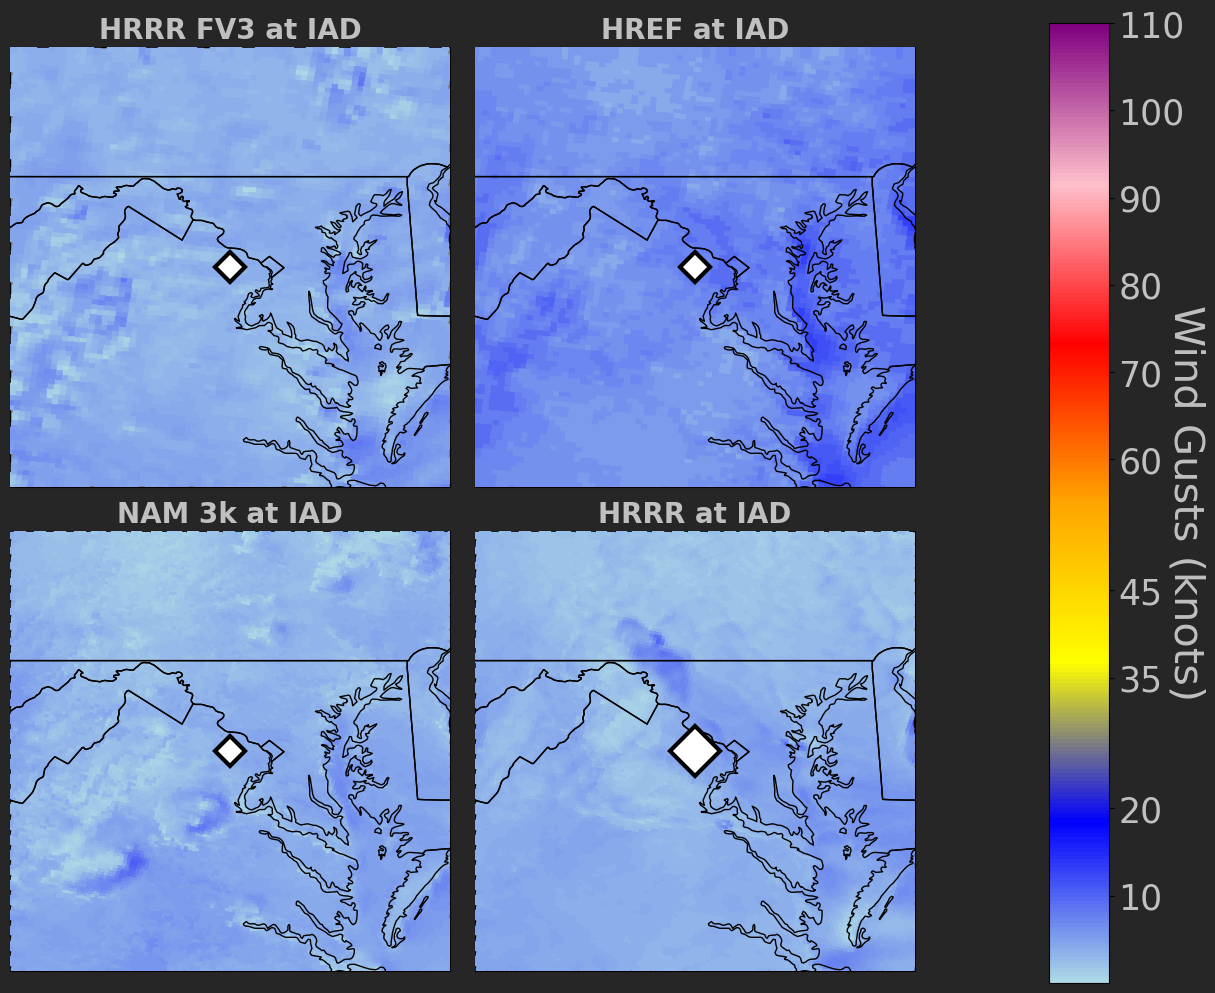 HRRR FV3 at IAD
HREF at IAD
NAM 3k at IAD
HRRR at IAD
110
100
90
80
70
60
45
35
20
10
Wind Gusts (knots)